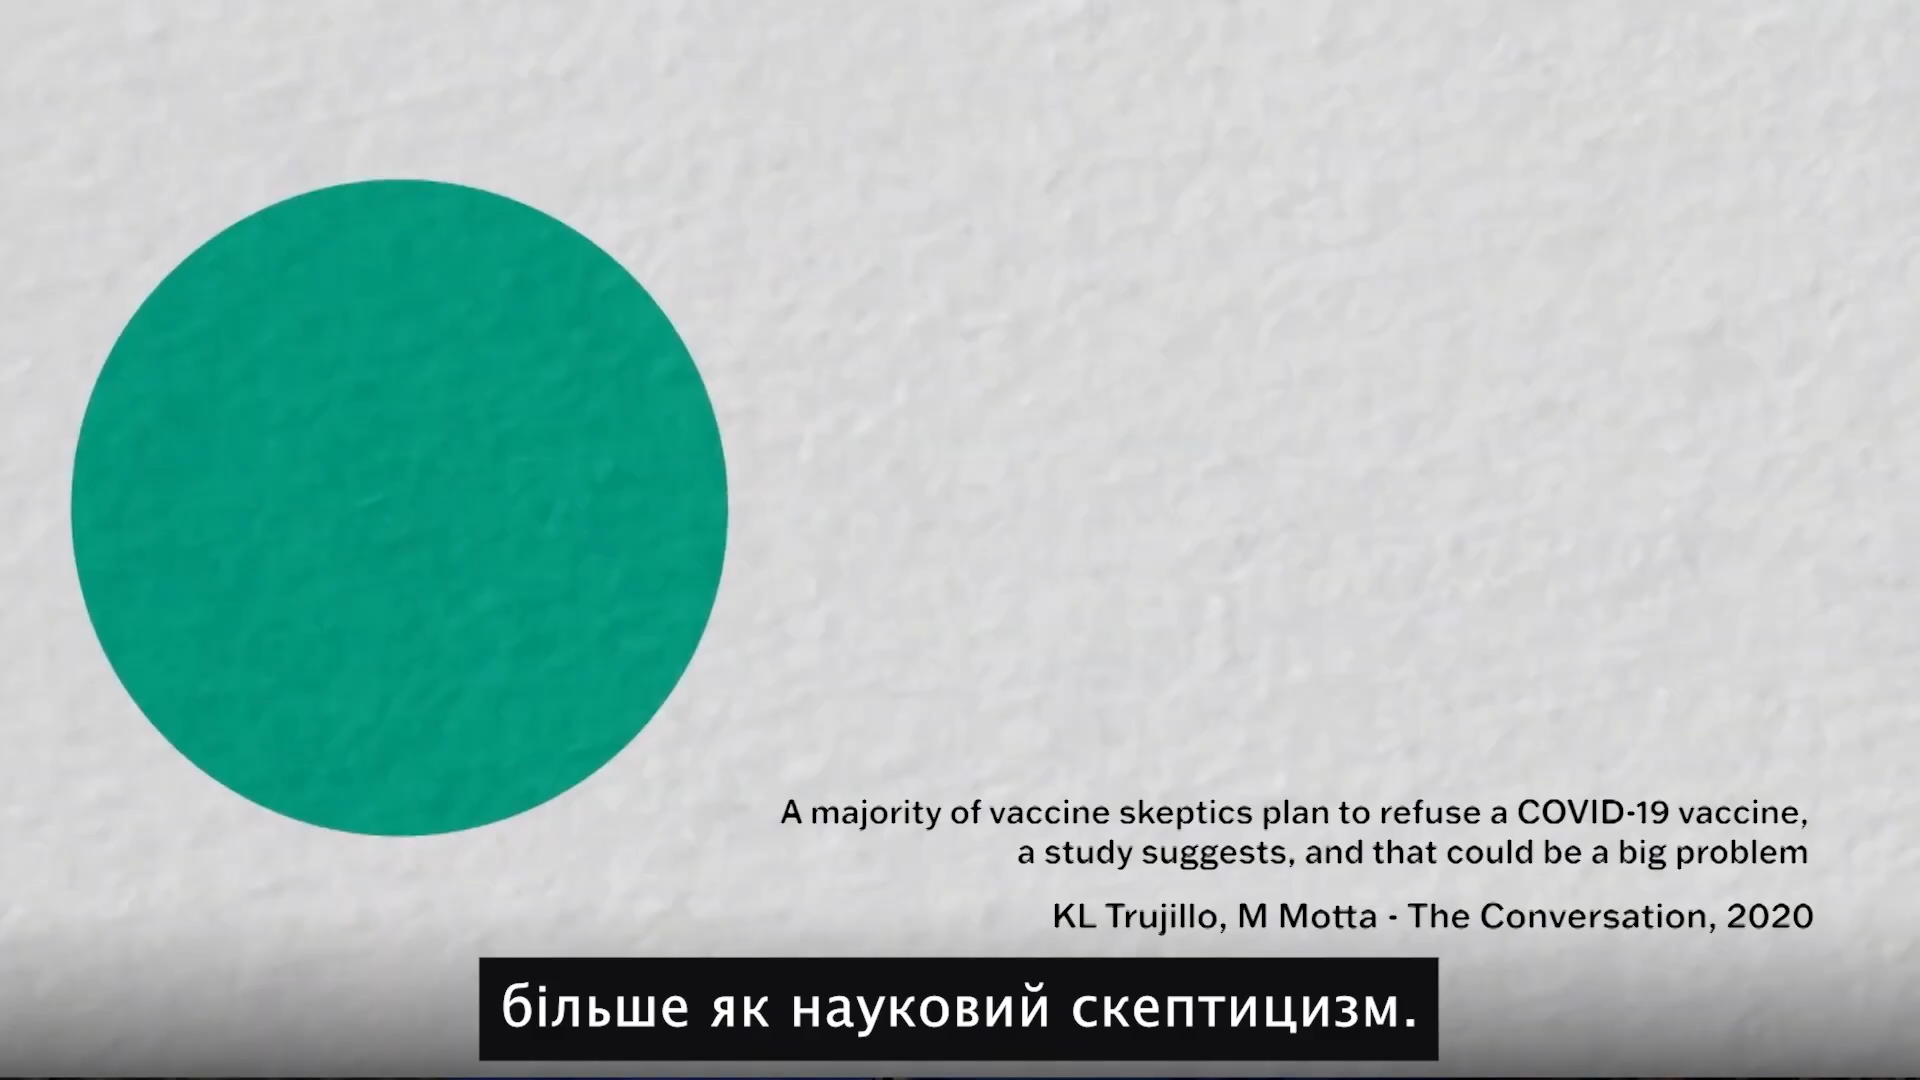 A majority of vaccine skeptics plan to refuse a COVID-19 vaccine,
a study suggests, and that could be a big problem
KL Trujillo, M Motta - The Conversation, 2020
більше як науковий скептицизм.